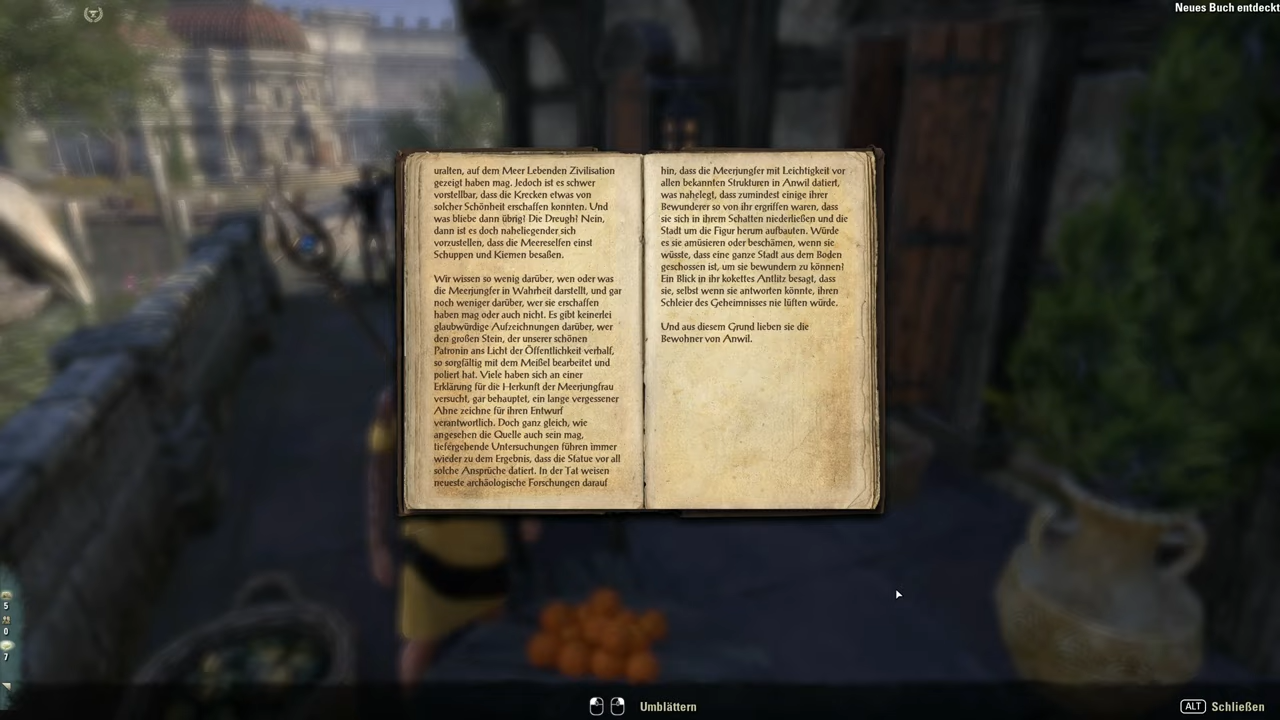 Neues Buch entdeckt
uralten, auf dem Meer Lebenden Zivilisation
gezeigt haben mag. Jedoch ist es schwer
vorstellbar, dass die Krecken etwas von
solcher Schönheit erschaffen konnten. Und
was bliebe dann übrig? Die Dreugh? Nein,
dann ist es doch naheliegender sich
vorzustellen, dass die Meereselfen einst
Schuppen und Kiemen besaßen.
Wir wissen so wenig darüber, wen oder was
die Meerjungfer in Wahrheit darstellt, und gar
noch weniger darüber, wer sie erschaffen
haben mag oder auch nicht. Es gibt keinerlei
glaubwürdige Aufzeichnungen darüber, wer
den großen Stein, der unserer schönen
Patronin ans Licht der Öffentlichkeit verhalf,
so sorgfältig mit dem Meißel bearbeitet und
poliert hat. Viele haben sich an einer
Erklärung für die Herkunft der Meerjungfrau
versucht, gar behauptet, ein lange vergessener
Ahne zeichne für ihren Entwurf
verantwortlich. Doch ganz gleich, wie
angesehen die Quelle auch sein mag,
tiefergehende Untersuchungen führen immer
wieder zu dem Ergebnis, dass die Statue vor all
solche Ansprüche datiert. In der Tat weisen
neueste archäologische Forschungen darauf
hin, dass die Meerjungfer mit Leichtigkeit vor
allen bekannten Strukturen in Anwil datiert,
was nahelegt, dass zumindest einige ihrer
Bewunderer so von ihr ergriffen waren, dass
sie sich in ihrem Schatten niederließen und die
Stadt um die Figur herum aufbauten. Würde
es sie amüsieren oder beschämen, wenn sie
wüsste, dass eine ganze Stadt aus dem Boden
geschossen ist, um sie bewundern zu können?
Ein Blick in ihr kokettes Antlitz besagt, dass
sie, selbst wenn sie antworten könnte, ihren
Schleier des Geheimnisses nie lüften würde.
Und aus diesem Grund lieben sie die
Bewohner von Anwil.
5
0
7
Umblättern
ALT Schließen